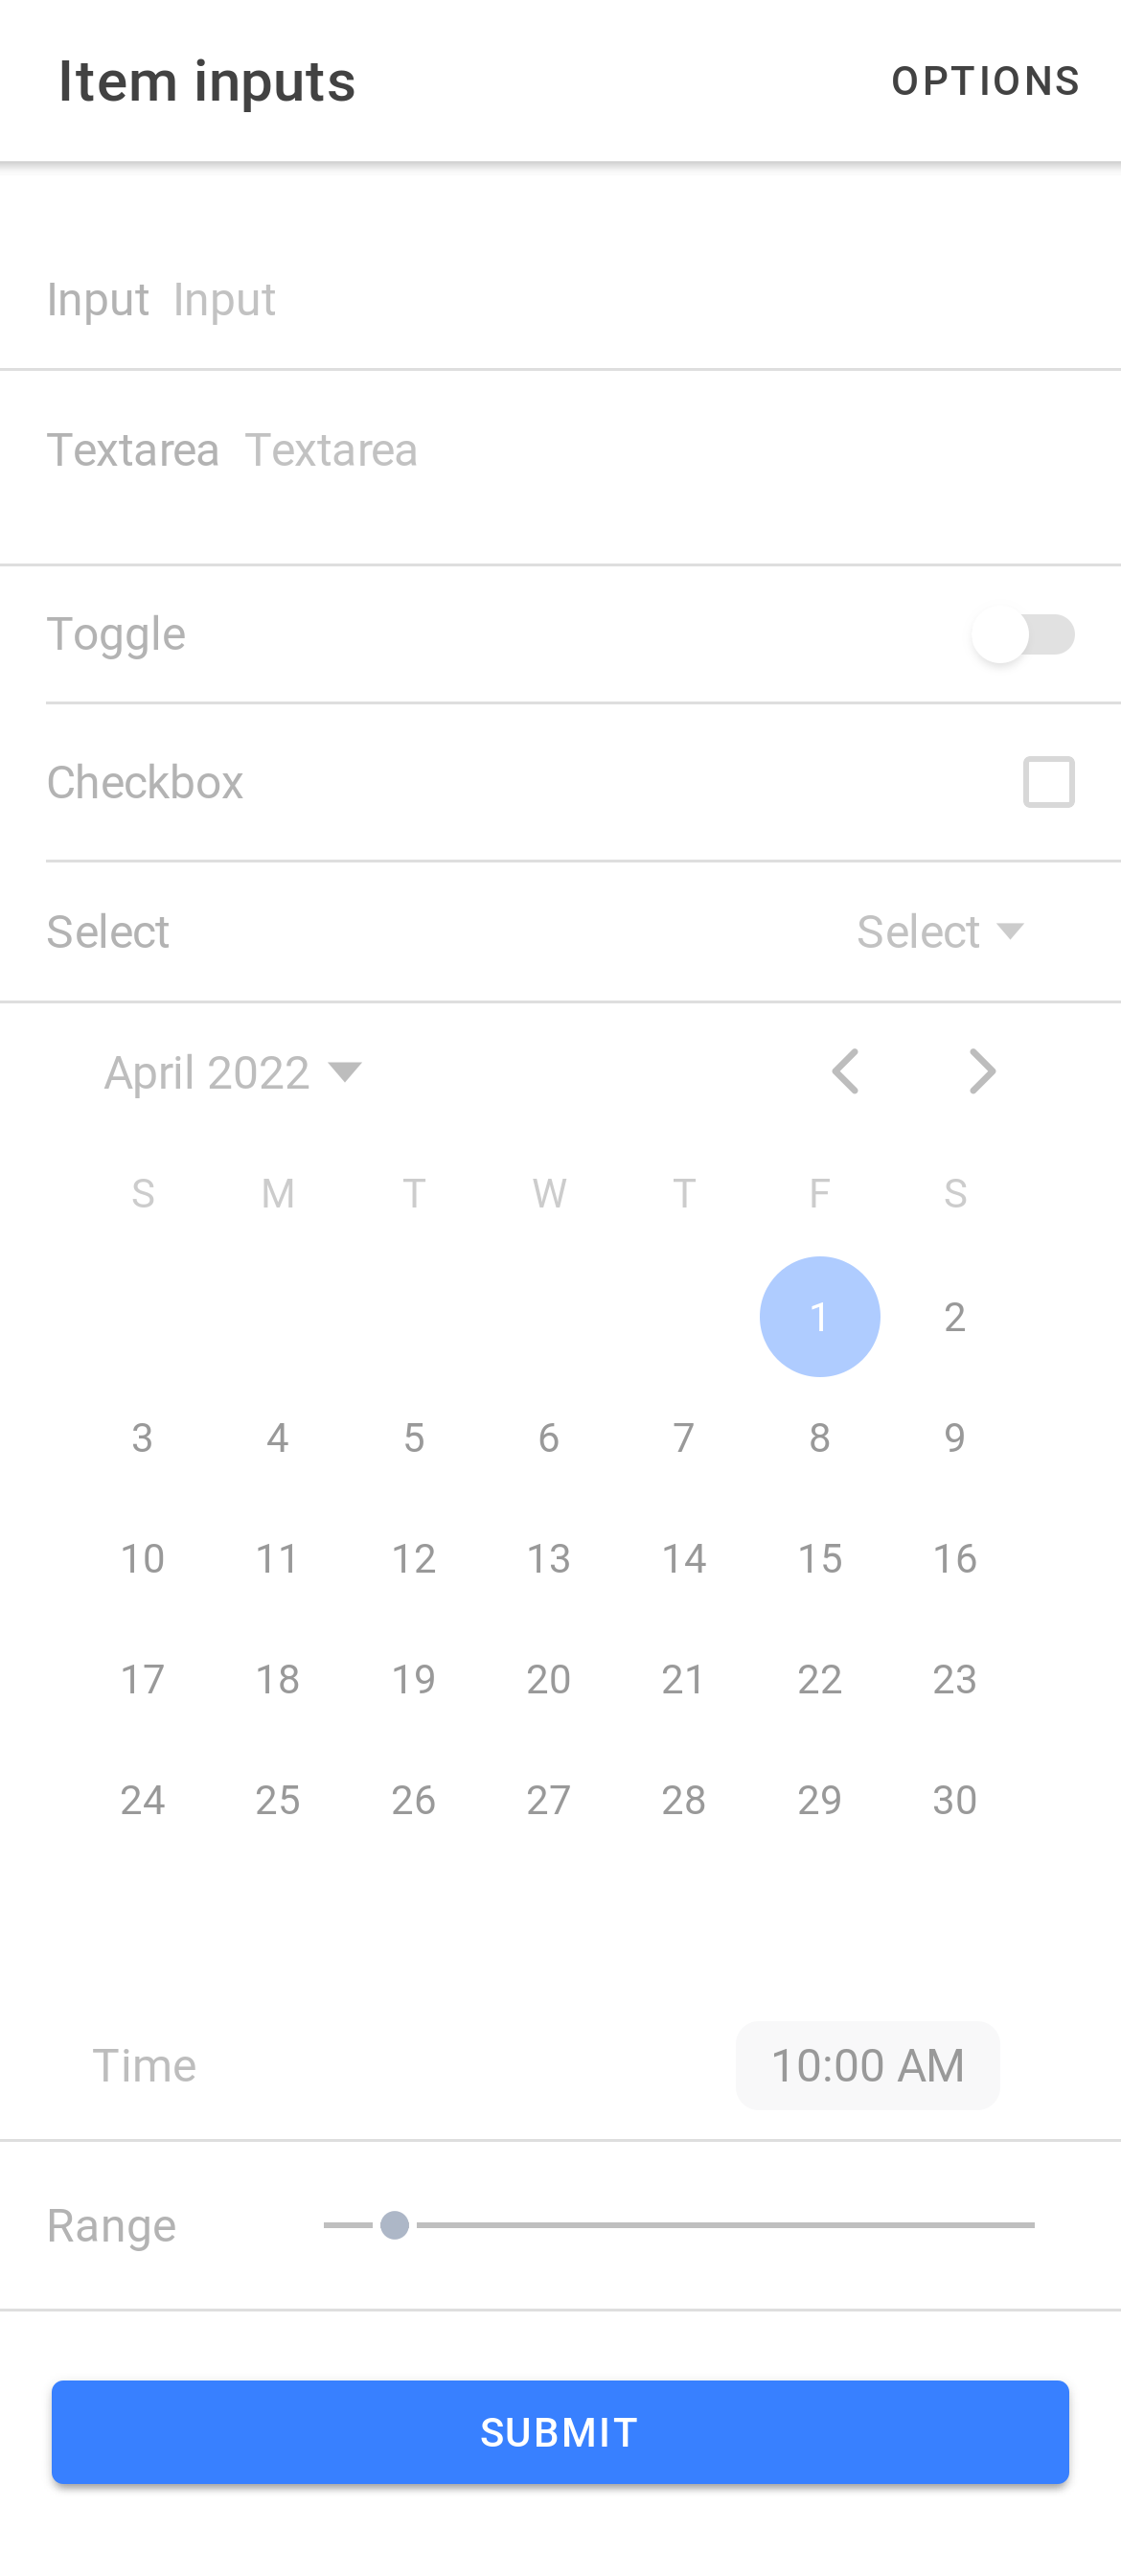 Item inputs OPTIONS
Input Input
Textarea Textarea
Toggle
Checkbox
Select Select
April 2022
S M T W T F S
1 2
3 4 5 6 7 8 9
10 11 12 13 14 15 16
17 18 19 20 21 22 23
24 25 26 27 28 29 30
Time 10:00 AM
Range
SUBMIT